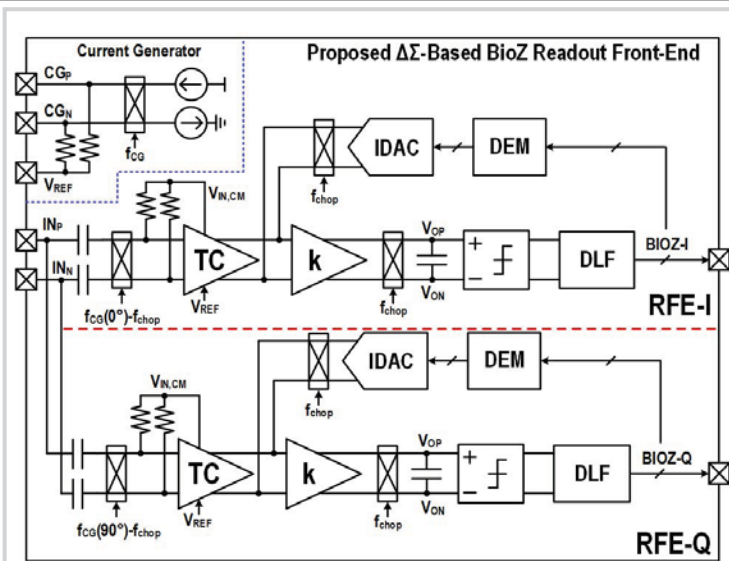 Current Generator
Proposed ΔΣ-Based BioZ Readout Front-End
CGP
CGN
fCG
VREF
IDAC
DEM
fchop
VIN,CM
INP
INN
TC
k
VOP
VON
+
−
DLF
BIOZ-I
VREF
fchop
fCG(0°)-fchop
RFE-I
IDAC
DEM
fchop
VIN,CM
TC
k
VOP
VON
+
−
DLF
BIOZ-Q
VREF
fchop
fCG(90°)-fchop
RFE-Q